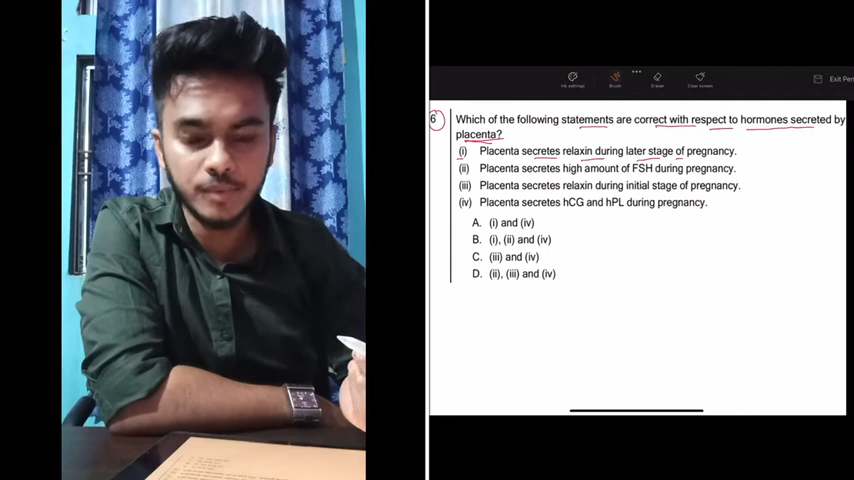 Ink settings
Brush
Eraser
Clear screen
Exit Pen
6
Which of the following statements are correct with respect to hormones secreted by
placenta?
(i) Placenta secretes relaxin during later stage of pregnancy.
(ii) Placenta secretes high amount of FSH during pregnancy.
(iii) Placenta secretes relaxin during initial stage of pregnancy.
(iv) Placenta secretes hCG and hPL during pregnancy.
A. (i) and (iv)
B. (i), (ii) and (iv)
C. (iii) and (iv)
D. (ii), (iii) and (iv)